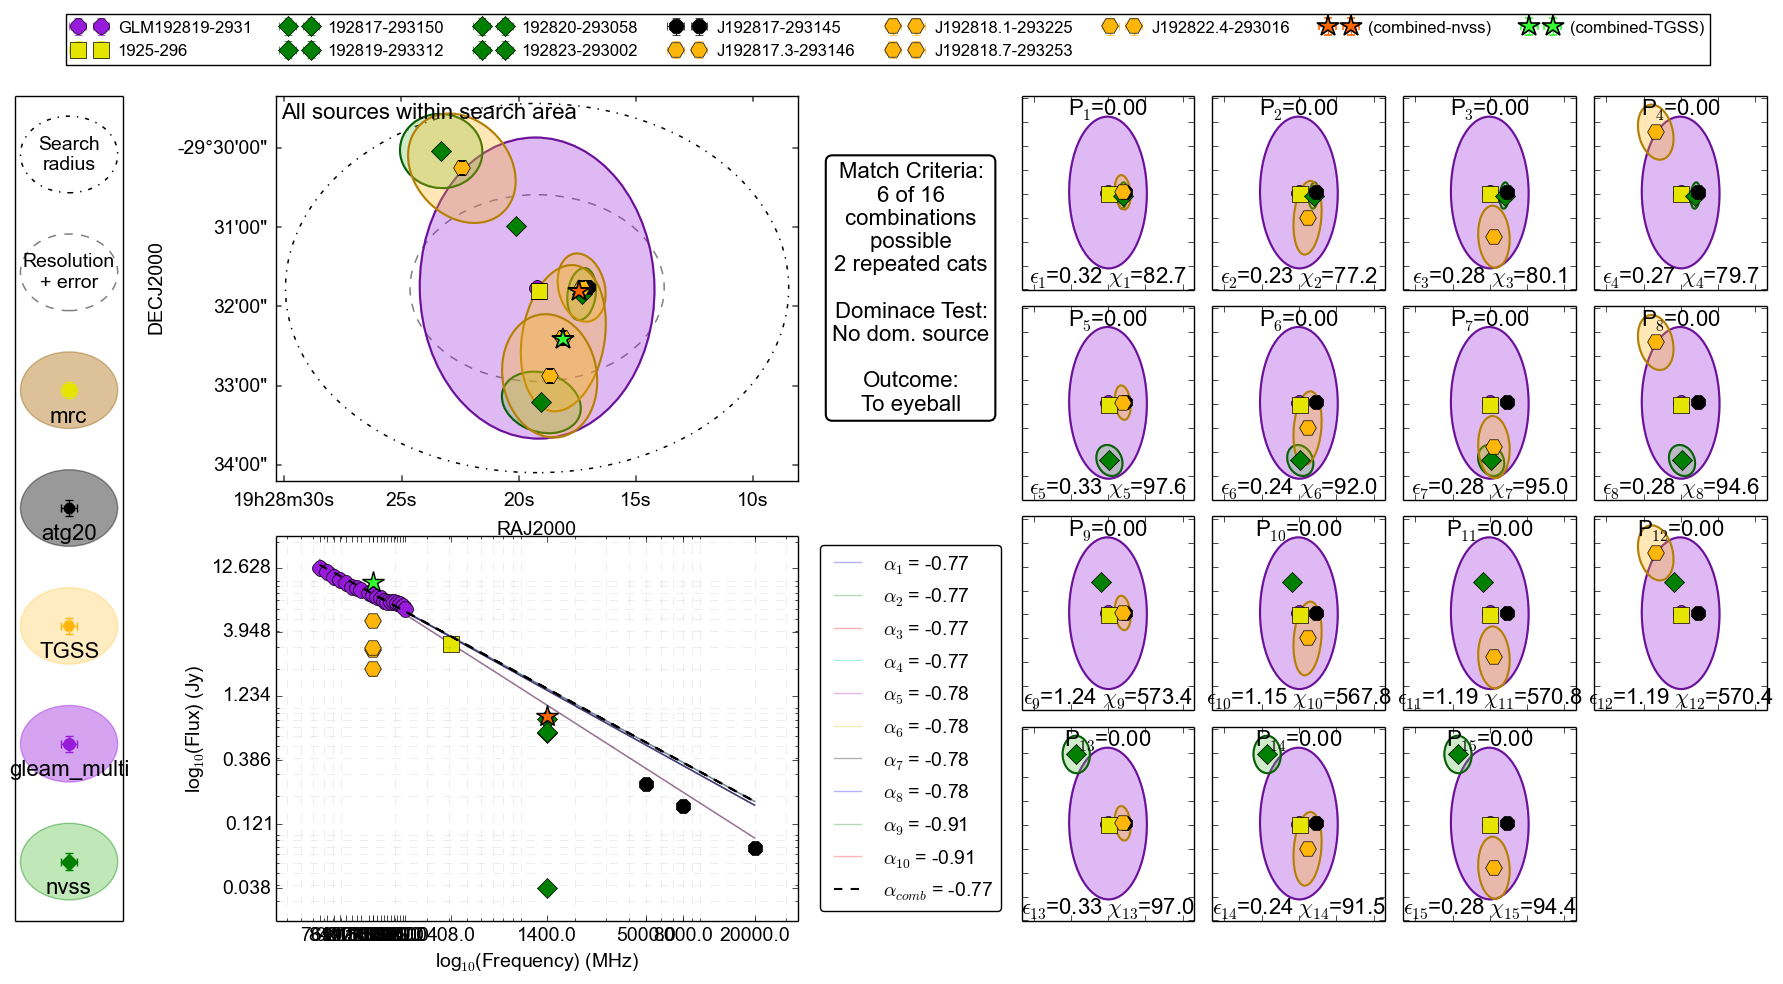 GLM192819-2931
1925-296
192817-293150
192819-293312
192820-293058
192823-293002
J192817-293145
J192817.3-293146
J192818.1-293225
J192818.7-293253
J192822.4-293016
(combined-nvss)
(combined-TGSS)
Search
radius
Resolution
+ error
mrc
atg20
TGSS
gleam_multi
nvss
All sources within search area
DECJ2000
-29°30'00"
31'00"
32'00"
33'00"
34'00"
19h28m30s
25s
20s
15s
10s
RAJ2000
Match Criteria:
6 of 16
combinations
possible
2 repeated cats
Dominace Test:
No dom. source
Outcome:
To eyeball
log10(Flux) (Jy)
12.628
3.948
1.234
0.386
0.121
0.038
408.0
1400.0
5000.0
8000.0
20000.0
log10(Frequency) (MHz)
α1 = -0.77
α2 = -0.77
α3 = -0.77
α4 = -0.77
α5 = -0.78
α6 = -0.78
α7 = -0.78
α8 = -0.78
α9 = -0.91
α10 = -0.91
αcomb = -0.77
P1=0.00
ϵ1=0.32 χ1=82.7
P2=0.00
ϵ2=0.23 χ2=77.2
P3=0.00
ϵ3=0.28 χ3=80.1
P4=0.00
ϵ4=0.27 χ4=79.7
P5=0.00
ϵ5=0.33 χ5=97.6
P6=0.00
ϵ6=0.24 χ6=92.0
P7=0.00
ϵ7=0.28 χ7=95.0
P8=0.00
ϵ8=0.28 χ8=94.6
P9=0.00
ϵ9=1.24 χ9=573.4
P10=0.00
ϵ10=1.15 χ10=567.8
P11=0.00
ϵ11=1.19 χ11=570.8
P12=0.00
ϵ12=1.19 χ12=570.4
P13=0.00
ϵ13=0.33 χ13=97.0
P14=0.00
ϵ14=0.24 χ14=91.5
P15=0.00
ϵ15=0.28 χ15=94.4